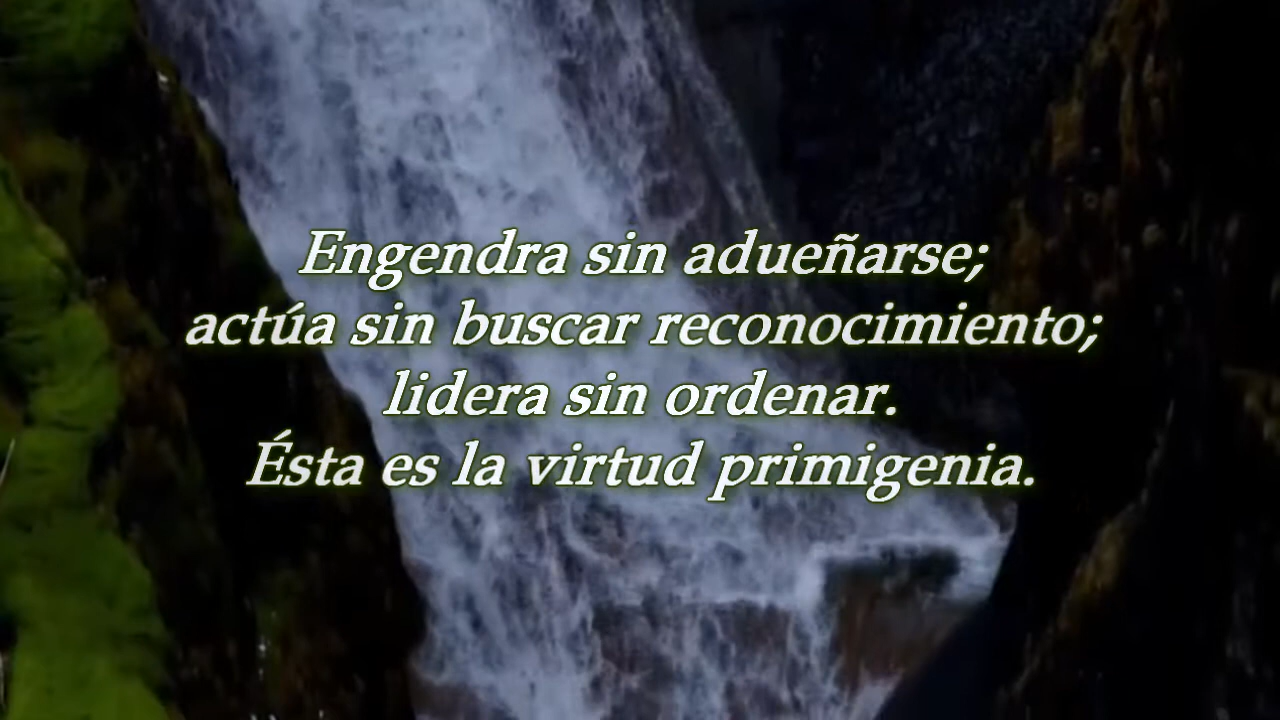 Engendra sin adueñarse;
actúa sin buscar reconocimiento;
lidera sin ordenar.
Ésta es la virtud primigenia.